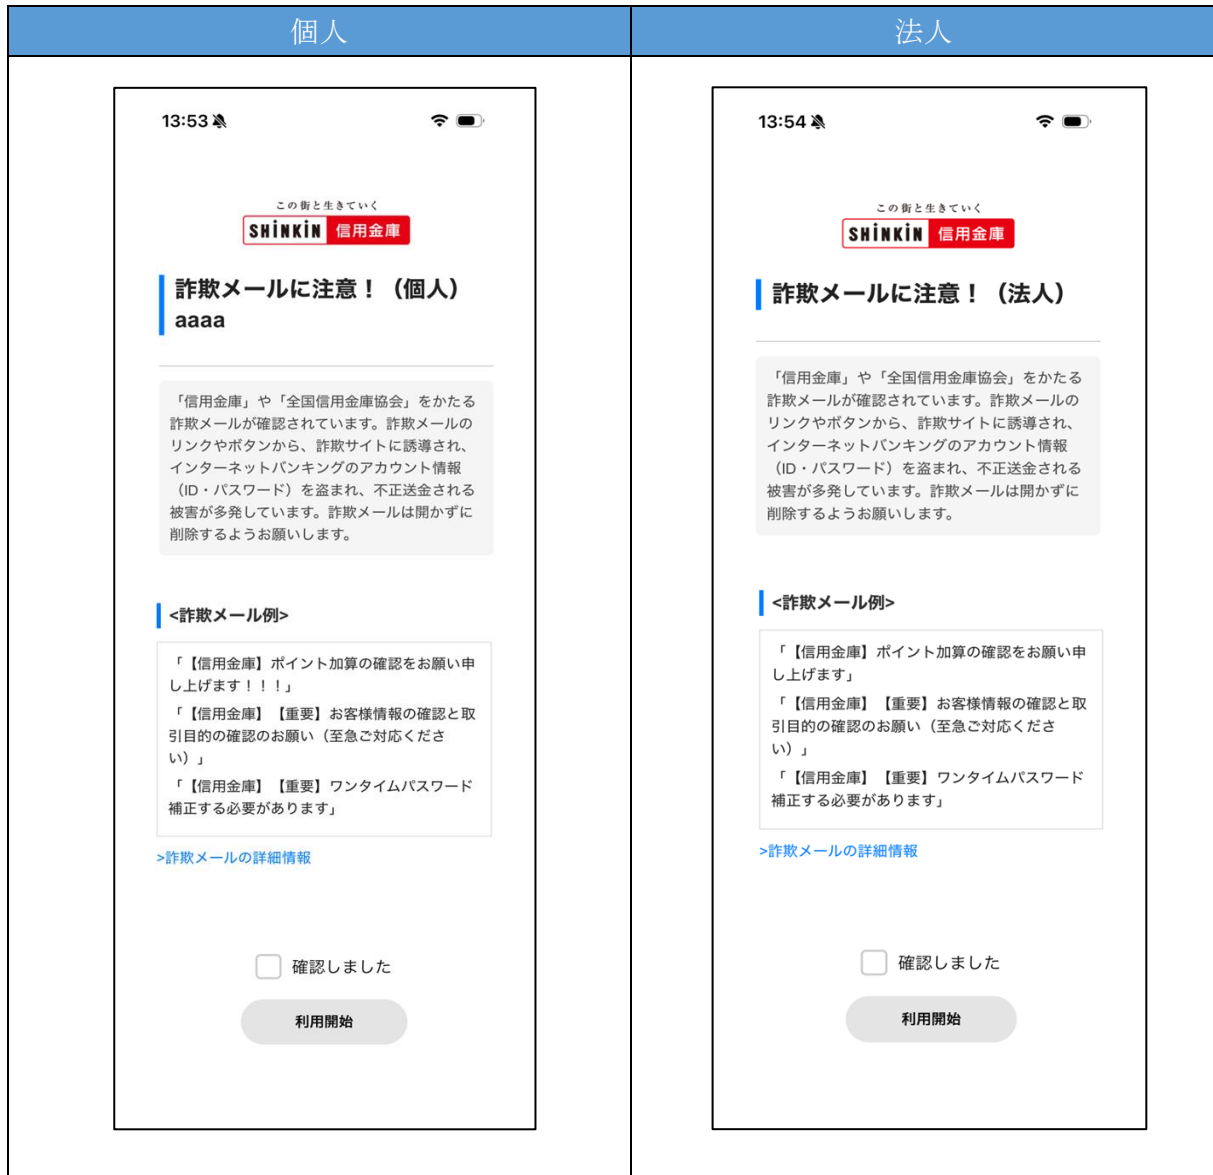 個人
13:53
この街と生きていく
SHiNKiN 信用金庫
詐欺メールに注意！（個人）
aaaa
「信用金庫」や「全国信用金庫協会」をかたる
詐欺メールが確認されています。詐欺メールの
リンクやボタンから、詐欺サイトに誘導され、
インターネットバンキングのアカウント情報
（ID・パスワード）を盗まれ、不正送金される
被害が多発しています。詐欺メールは開かずに
削除するようお願いします。
<詐欺メール例>
「【信用金庫】ポイント加算の確認をお願い申
し上げます！！！」
「【信用金庫】【重要】お客様情報の確認と取
引目的の確認のお願い（至急ご対応くださ
い）」
「【信用金庫】【重要】ワンタイムパスワード
補正する必要があります」
>詐欺メールの詳細情報
確認しました
利用開始
法人
13:54
この街と生きていく
SHiNKiN 信用金庫
詐欺メールに注意！（法人）
「信用金庫」や「全国信用金庫協会」をかたる
詐欺メールが確認されています。詐欺メールの
リンクやボタンから、詐欺サイトに誘導され、
インターネットバンキングのアカウント情報
（ID・パスワード）を盗まれ、不正送金される
被害が多発しています。詐欺メールは開かずに
削除するようお願いします。
<詐欺メール例>
「【信用金庫】ポイント加算の確認をお願い申
し上げます」
「【信用金庫】【重要】お客様情報の確認と取
引目的の確認のお願い（至急ご対応くださ
い）」
「【信用金庫】【重要】ワンタイムパスワード
補正する必要があります」
>詐欺メールの詳細情報
確認しました
利用開始